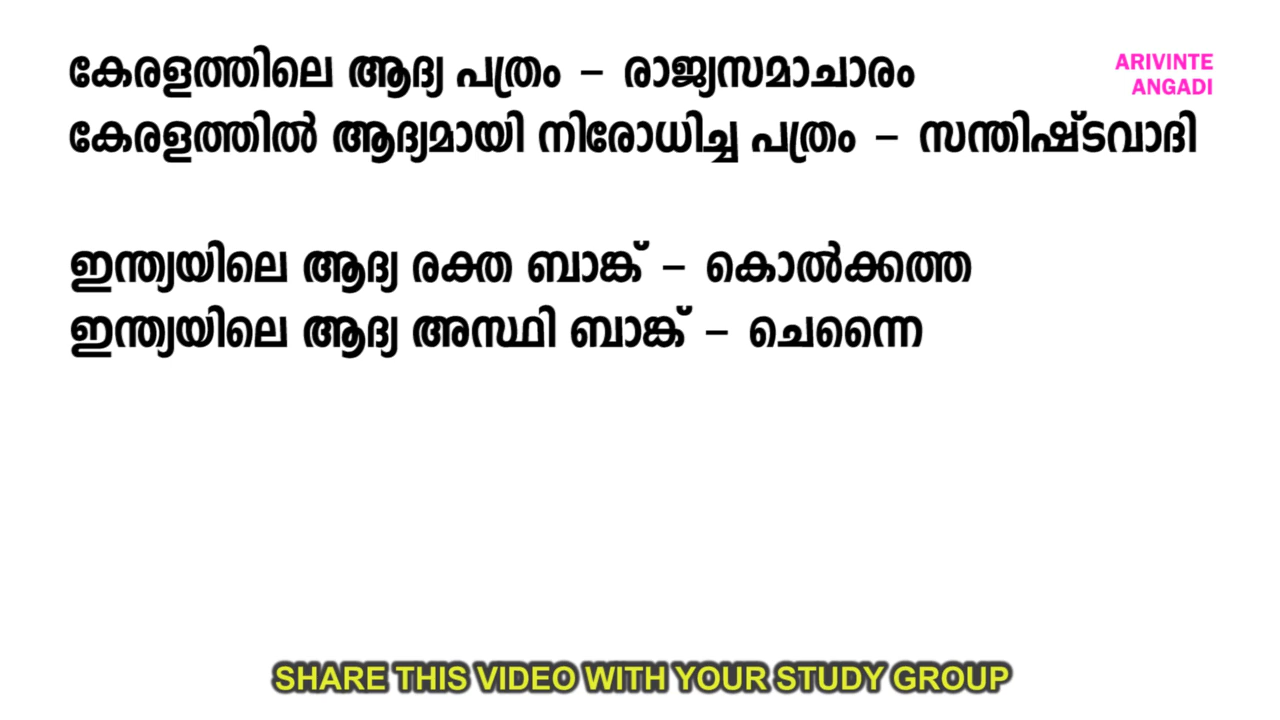 കേരളത്തിലെ ആദ്യ പത്രം – രാജ്യസമാചാരം
ARIVINTE
ANGADI
കേരളത്തിൽ ആദ്യമായി നിരോധിച്ച പത്രം – സന്തിഷ്ടവാദി
ഇന്ത്യയിലെ ആദ്യ രക്ത ബാങ്ക് – കൊൽക്കത്ത
ഇന്ത്യയിലെ ആദ്യ അസ്ഥി ബാങ്ക് – ചെന്നൈ
SHARE THIS VIDEO WITH YOUR STUDY GROUP